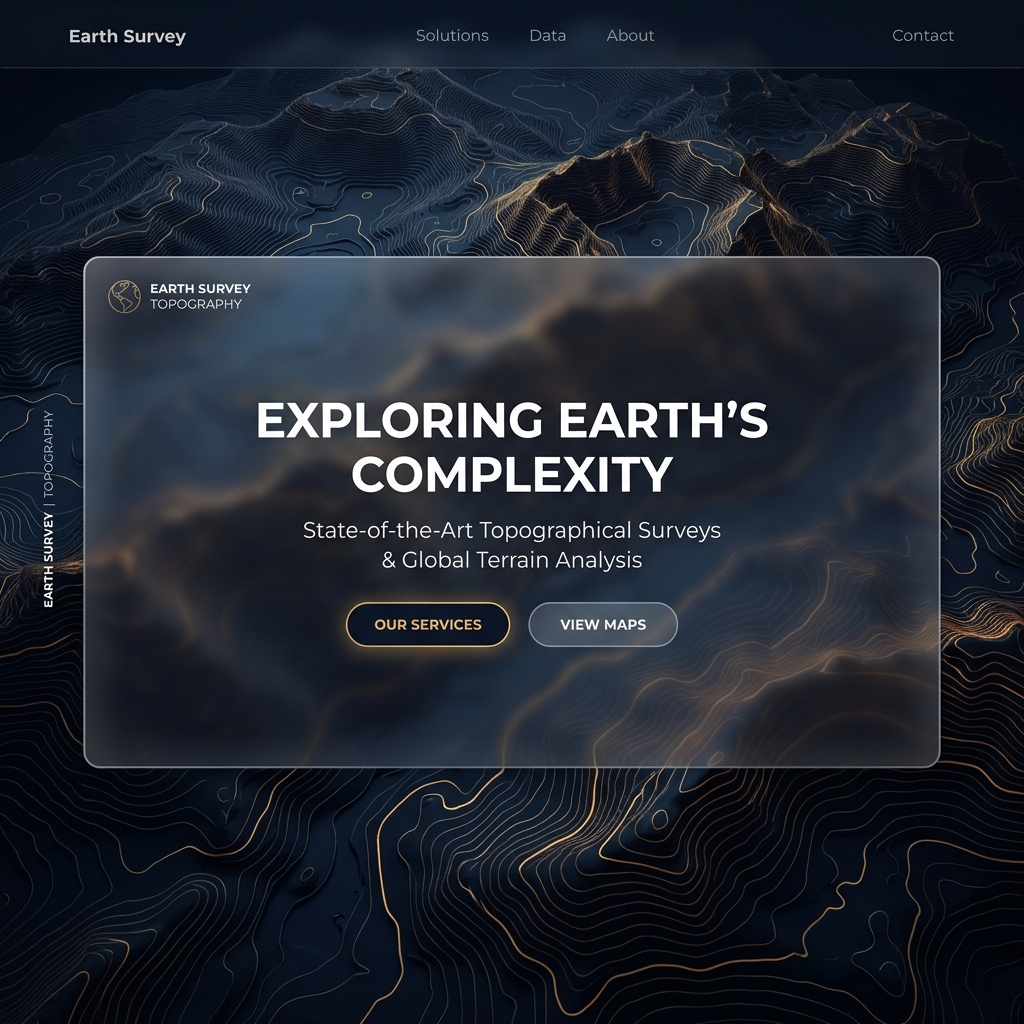 Earth Survey
Solutions
Data
About
Contact
EARTH SURVEY
TOPOGRAPHY
EARTH SURVEY | TOPOGRAPHY
EXPLORING EARTH’S
COMPLEXITY
State-of-the-Art Topographical Surveys
& Global Terrain Analysis
OUR SERVICES
VIEW MAPS